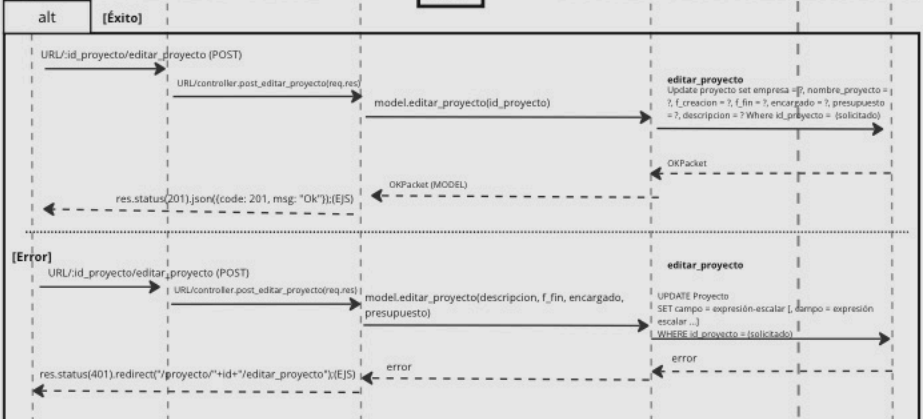 alt
[Éxito]
URL/:id_proyecto/editar_proyecto (POST)
URL/controller.post_editar_proyecto(req.res)
model.editar_proyecto(id_proyecto)
editar_proyecto
Update proyecto set empresa = ?, nombre_proyecto =
?, f_creacion = ?, f_fin = ?, encargado = ?, presupuesto
= ?, descripcion = ? Where id_proyecto = (solicitado)
OKPacket
OKPacket (MODEL)
res.status(201).json({code: 201, msg: "Ok"});(EJS)
[Error]
URL/:id_proyecto/editar_proyecto (POST)
URL/controller.post_editar_proyecto(req.res)
model.editar_proyecto(descripcion, f_fin, encargado,
presupuesto)
editar_proyecto
UPDATE Proyecto
SET campo = expresión-escalar [, campo = expresión
escalar ...]
WHERE id_proyecto = (solicitado)
error
error
res.status(401).redirect("/proyecto/"'+id+"/editar_proyecto");(EJS)